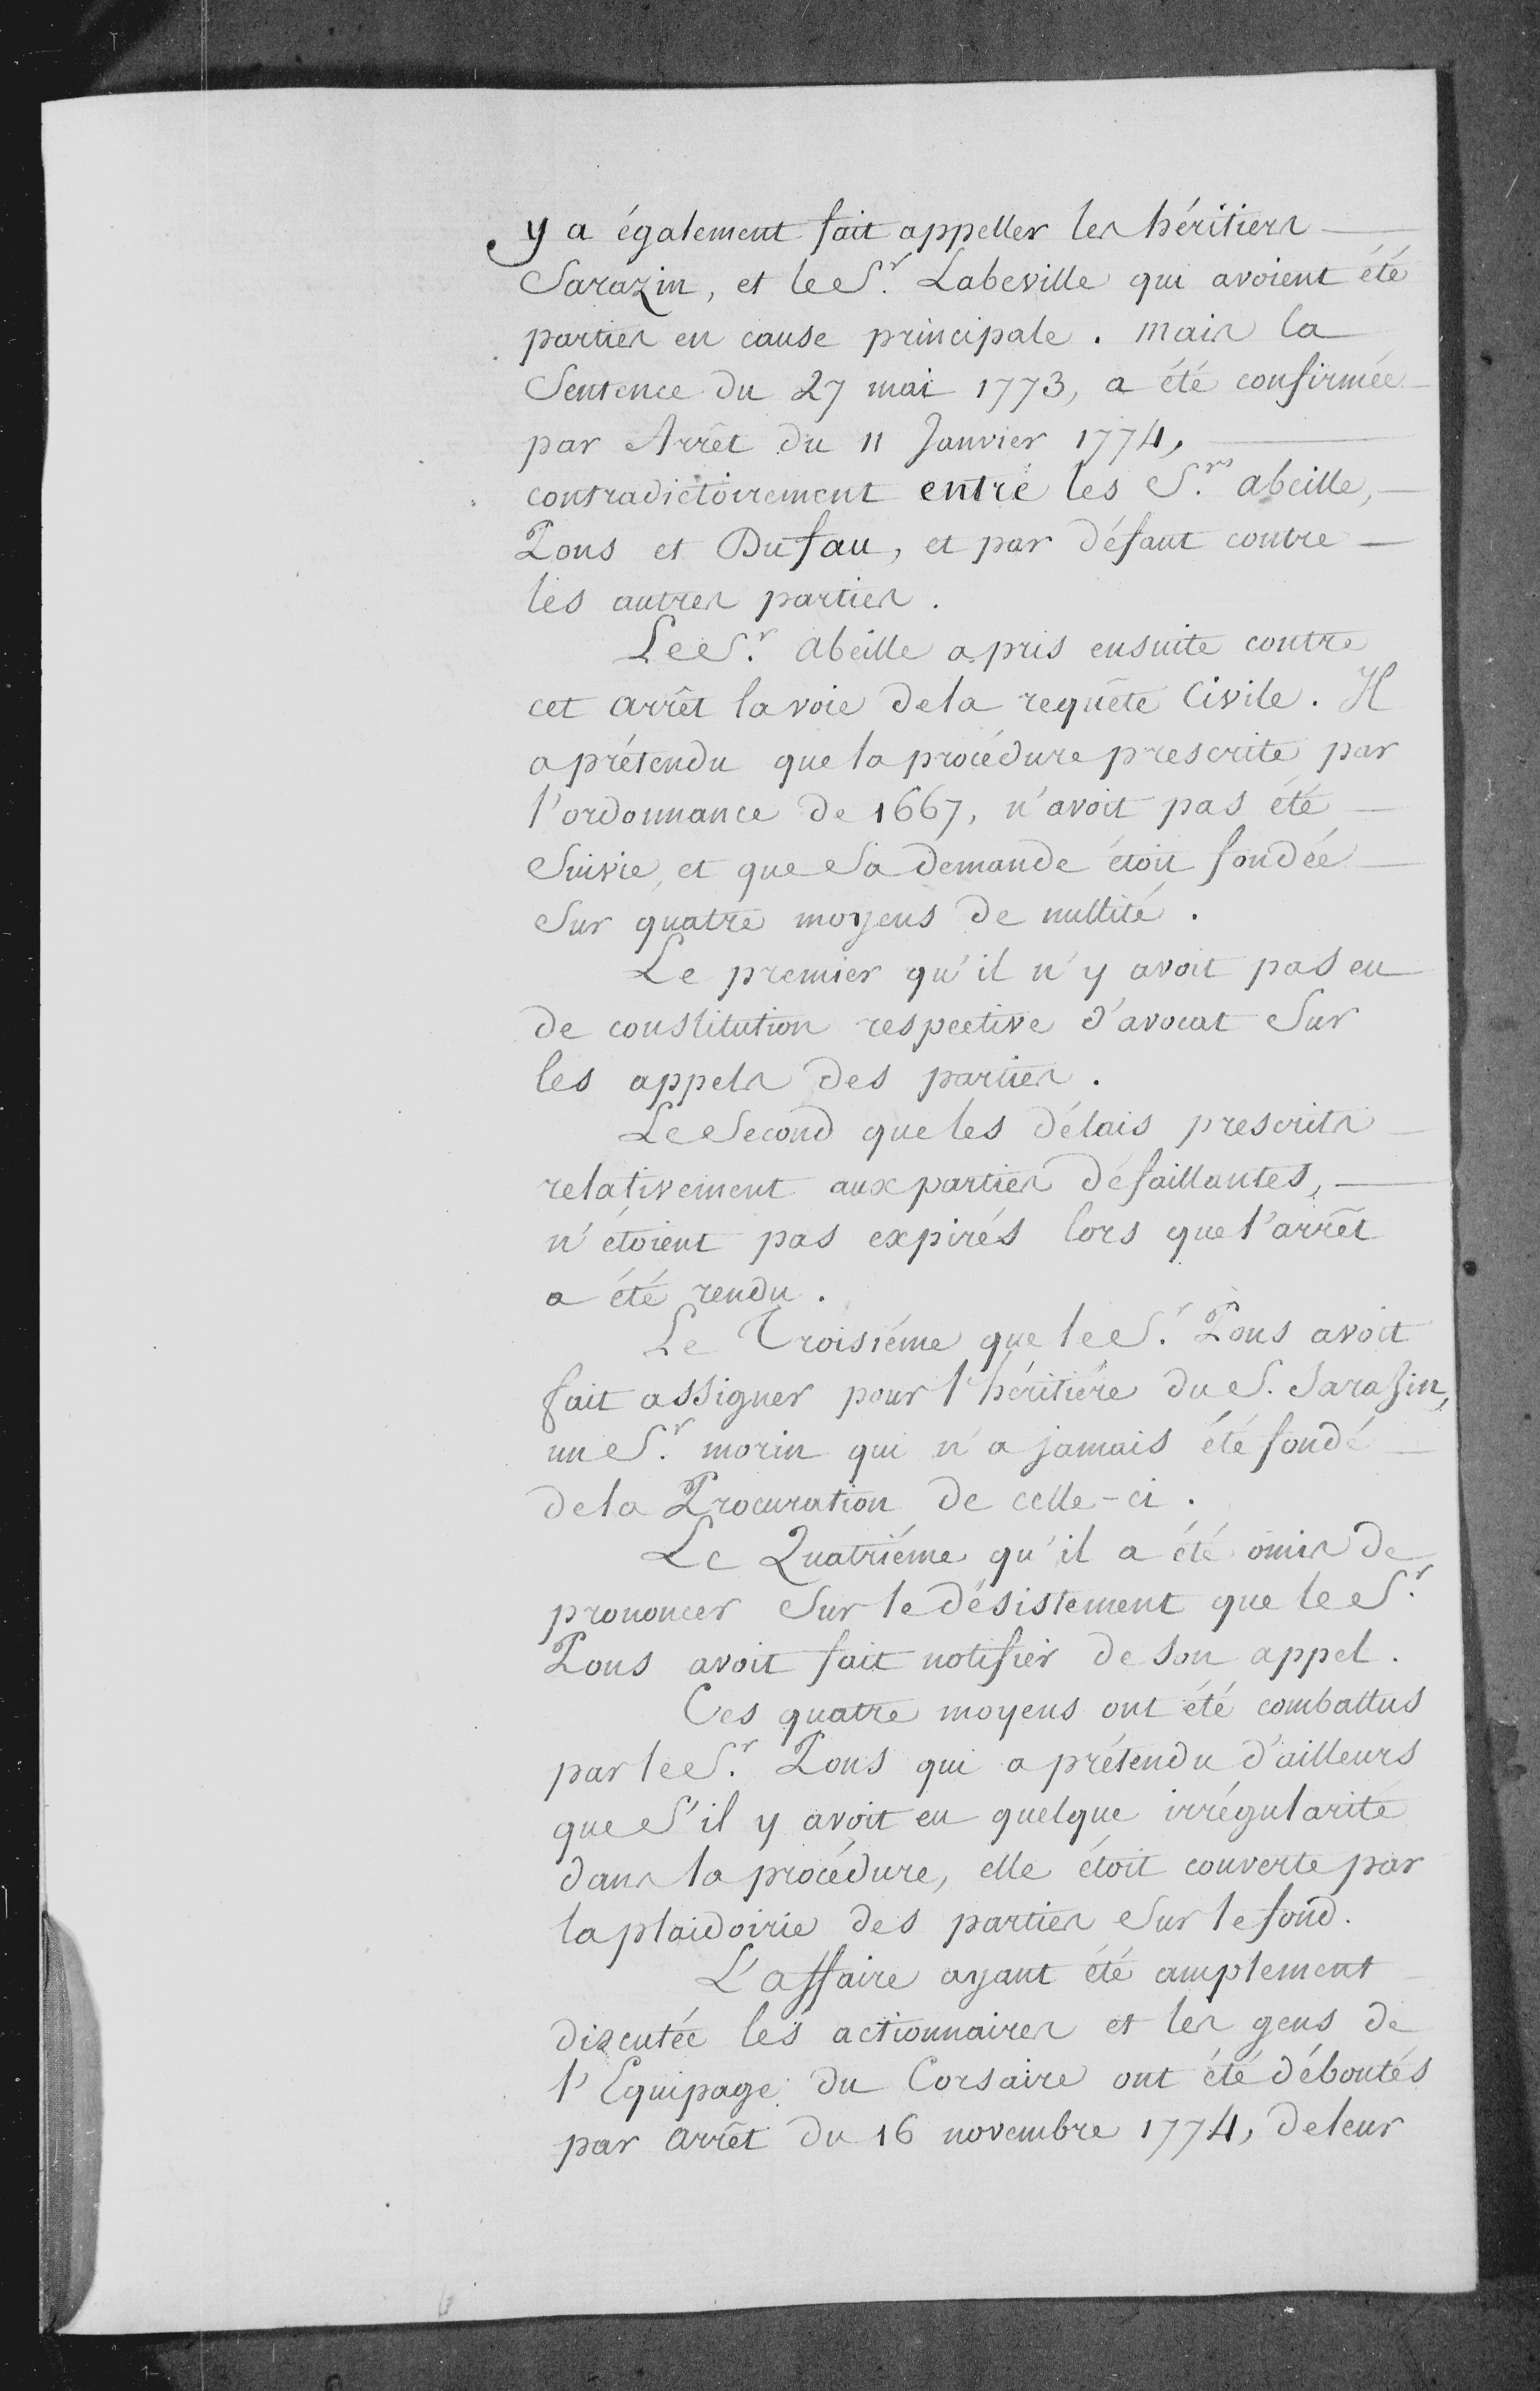 y a également fait appeller les héritiers
Sarazin, et le Sr. Labeville qui avoient été
parties en cause principale. mais la
Sentence du 27 mai 1773, a été confirmée
par Arrêt du 11 Janvier 1774,
contradictoirement entre les Srs. abeille,
Pons et Dufau, et par défaut contre
les autres parties.
Le Sr. abeille a pris ensuite contre
cet arrêt la voie de la requête Civile. Il
a prétendu que la procédure prescrite par
l'ordonnance de 1667, n'avoit pas été
Suivie, et que Sa demande étoit fondée
Sur quatre moyens de nullité.
Le premier qu'il n'y avoit pas eu
de constitution respective d'avocat Sur
les appels des parties.
Le Second que les délais prescrits
relativement aux parties défaillantes,
n'étoient pas expirés lors que l'arrêt
a été rendu.
Le Troisiéme que le Sr. Pons avoit
fait assigner pour l'héritiére du S. Sarasin,
un Sr. morin qui n'a jamais été fondé
de la Procuration de celle-ci.
Le Quatriéme qu'il a été omis de
prononcer Sur le désistement que le Sr.
Pons avoit fait notifier de son appel.
Ces quatre moyens ont été combattus
par le Sr. Pons qui a prétendu d'ailleurs
que S'il y avoit eu quelque irrégularité
dans la procédure, elle étoit couverte par
la plaidoirie des parties Sur le fond.
L'affaire ayant été amplement
discutée les actionnaires et les gens de
l'Equipage du Corsaire ont été déboutés
par arrêt du 16 novembre 1774, de leur